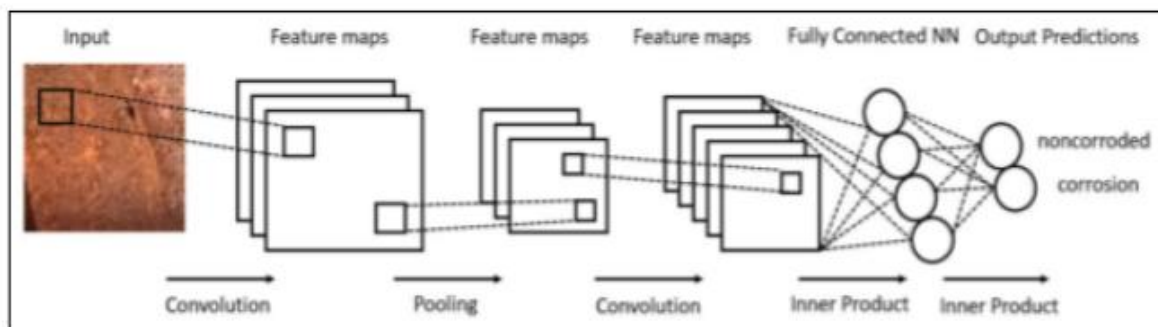 Input Feature maps Feature maps Feature maps Fully Connected NN Output Predictions
noncorroded
corrosion
Convolution Pooling Convolution Inner Product Inner Product